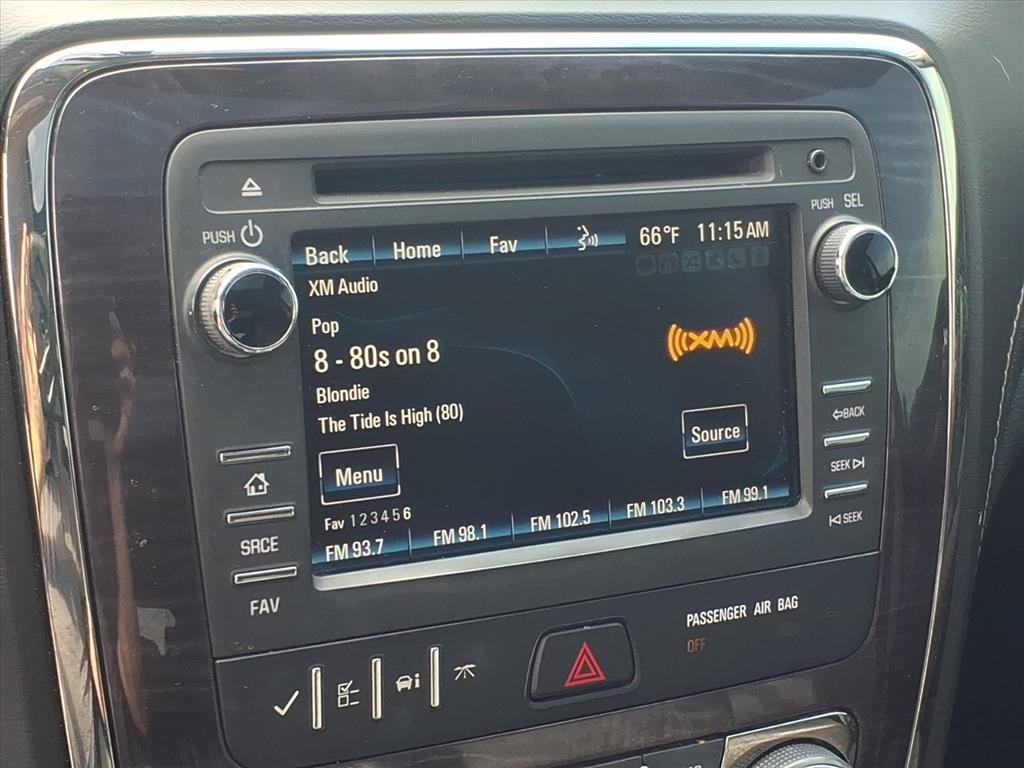 PUSH
PUSH SEL
Back Home Fav 66°F 11:15 AM
XM Audio
Pop
8 - 80s on 8
((XM))
Blondie
The Tide Is High (80)
Menu
Source
Fav 1 2 3 4 5 6
FM 93.7 FM 98.1 FM 102.5 FM 103.3 FM 99.1
BACK
SEEK
SEEK
SRCE
FAV
PASSENGER AIR BAG
OFF